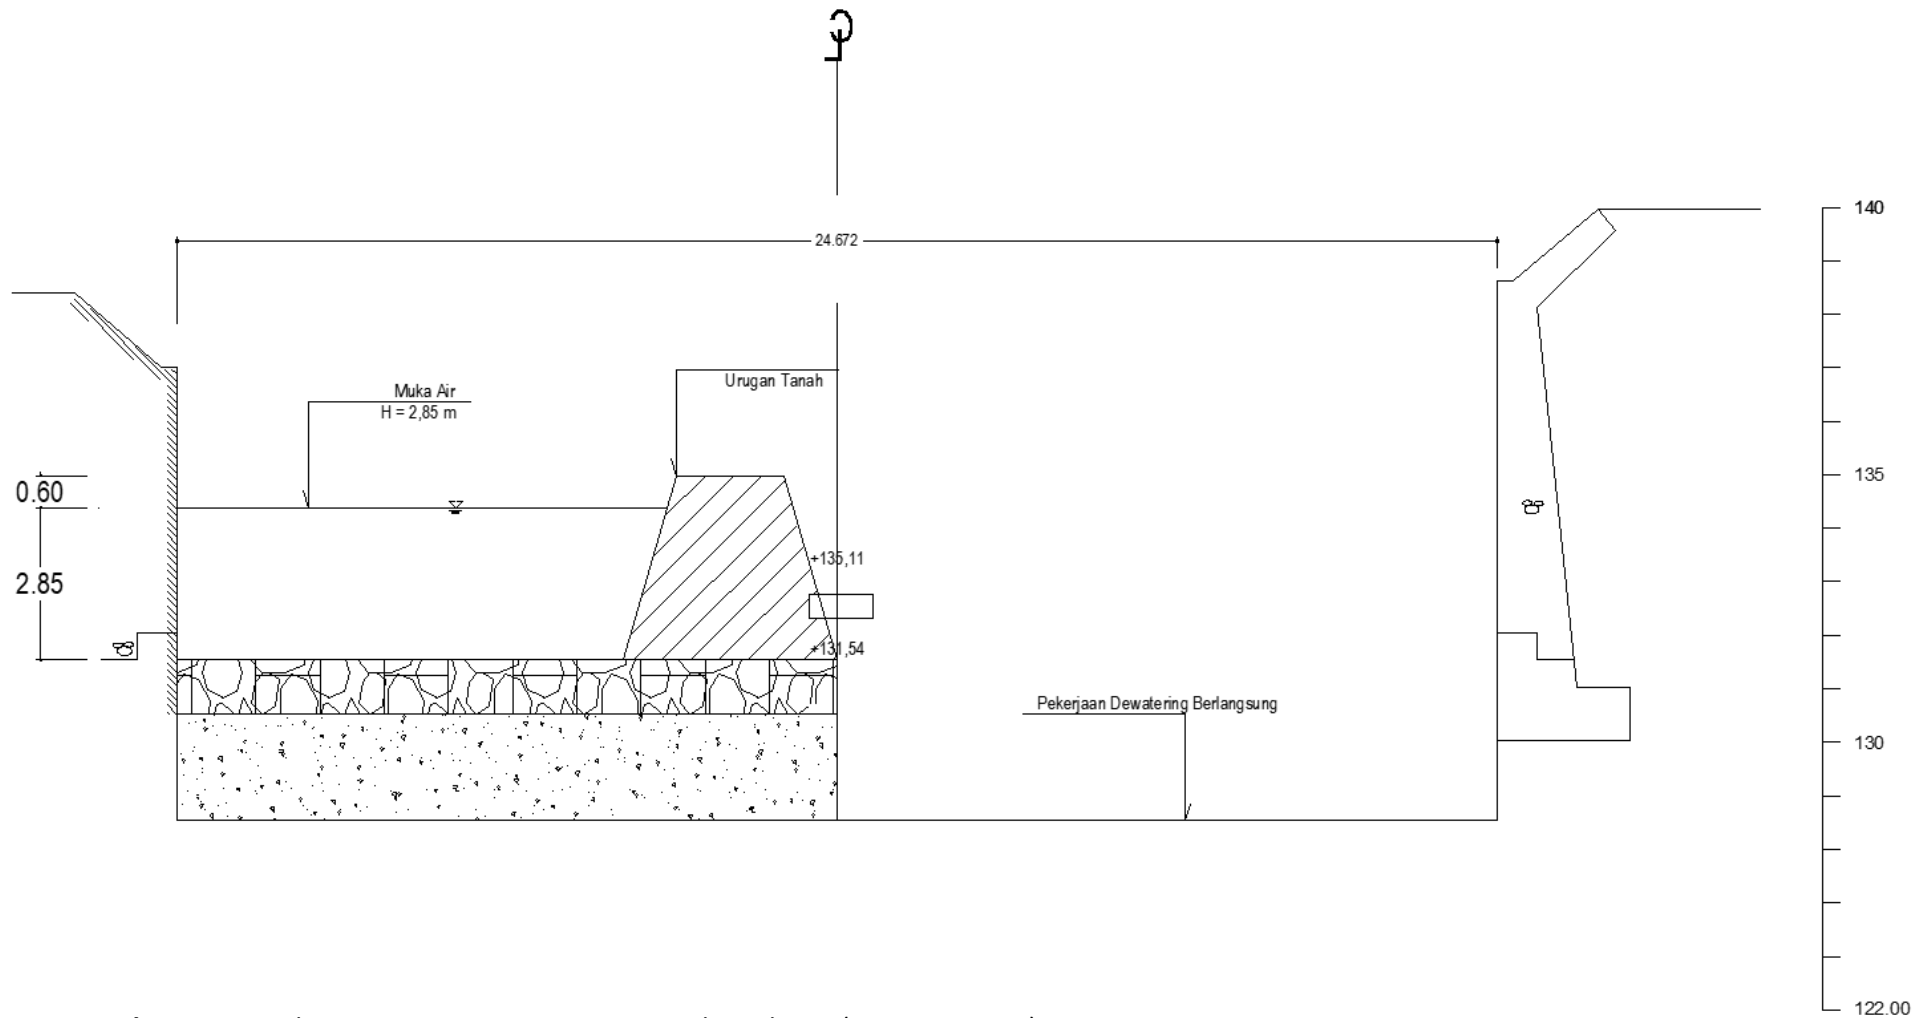 24.672
140
Muka Air
H = 2,85 m
Urugan Tanah
0.60
135
2.85
+135,11
+131,54
Pekerjaan Dewatering Berlangsung
130
122.00